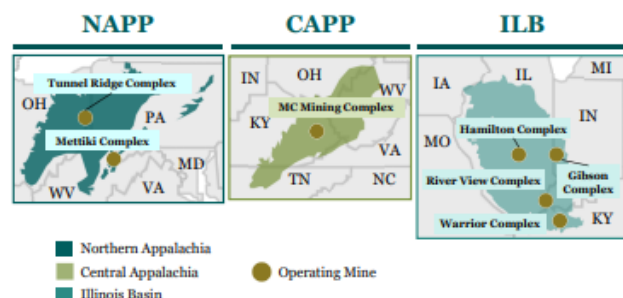 NAPP
CAPP
ILB
Tunnel Ridge Complex
OH
PA
Mettiki Complex
MD
WV
VA
IN
OH
WV
MC Mining Complex
KY
VA
TN
NC
MI
IA
IL
IN
Hamilton Complex
MO
River View Complex
Gibson
Complex
Warrior Complex
KY
Northern Appalachia
Central Appalachia
Operating Mine
Illinois Basin